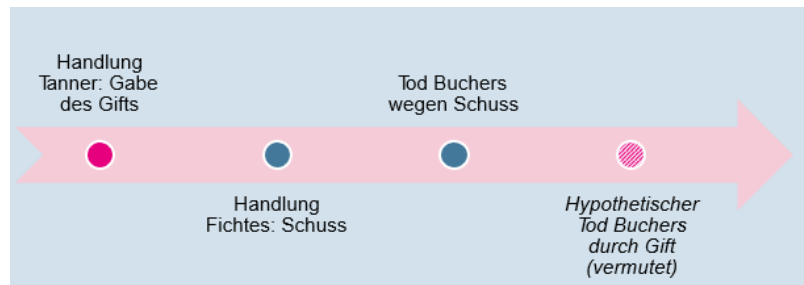 Handlung
Tanner: Gabe
des Gifts
Handlung
Fichtes: Schuss
Tod Buchers
wegen Schuss
Hypothetischer
Tod Buchers
durch Gift
(vermutet)